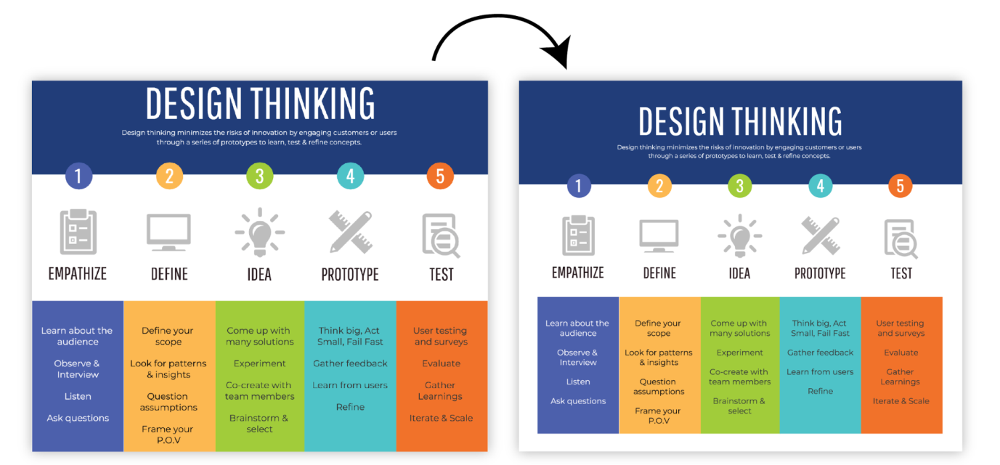 DESIGN THINKING
Design thinking minimizes the risks of innovation by engaging customers or users
through a series of prototypes to learn, test & refine concepts.
1
2
3
4
5
EMPATHIZE
DEFINE
IDEA
PROTOTYPE
TEST
Learn about the
audience
Observe &
Interview
Listen
Ask questions
Define your
scope
Look for patterns
& insights
Question
assumptions
Frame your
P.O.V
Come up with
many solutions
Experiment
Co-create with
team members
Brainstorm &
select
Think big, Act
Small, Fail Fast
Gather feedback
Learn from users
Refine
User testing
and surveys
Evaluate
Gather
Learnings
Iterate & Scale
DESIGN THINKING
Design thinking minimizes the risks of innovation by engaging customers or users
through a series of prototypes to learn, test & refine concepts.
1
2
3
4
5
EMPATHIZE
DEFINE
IDEA
PROTOTYPE
TEST
Learn about the
audience
Observe &
Interview
Listen
Ask questions
Define your
scope
Look for patterns
& insights
Question
assumptions
Frame your
P.O.V
Come up with
many solutions
Experiment
Co-create with
team members
Brainstorm &
select
Think big, Act
Small, Fail Fast
Gather feedback
Learn from users
Refine
User testing
and surveys
Evaluate
Gather
Learnings
Iterate & Scale